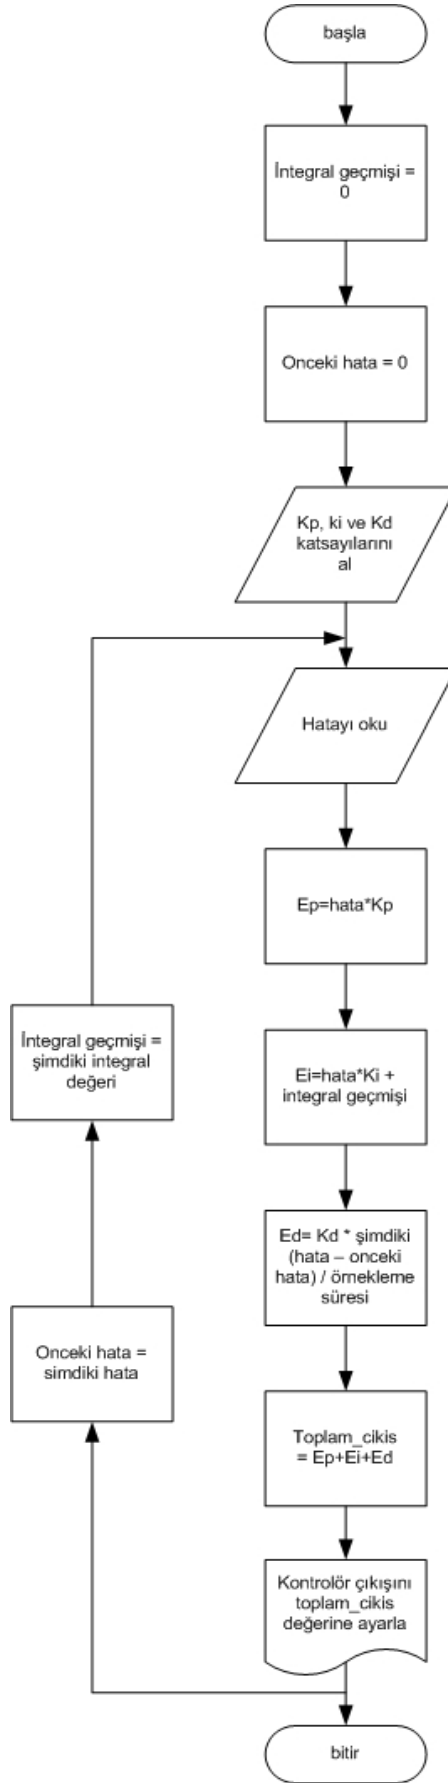 başla
İntegral geçmişi =
0
Onceki hata = 0
Kp, ki ve Kd
katsayılarını
al
Hatayı oku
Ep=hata*Kp
Ei=hata*Ki +
integral geçmişi
Ed= Kd * şimdiki
(hata – onceki
hata) / örnekleme
süresi
Toplam_cikis
= Ep+Ei+Ed
Kontrolör çıkışını
toplam_cikis
değerine ayarla
Onceki hata =
simdiki hata
İntegral geçmişi =
şimdiki integral
değeri
bitir